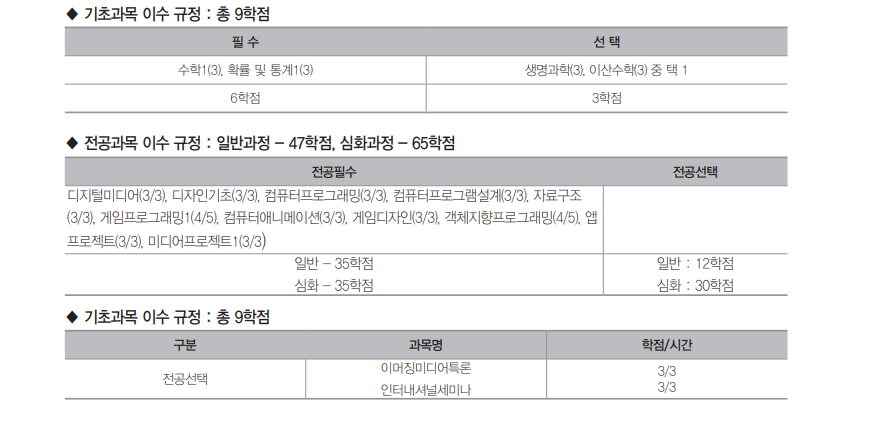 ◆ 기초과목 이수 규정 : 총 9학점
필 수 선 택
수학1(3), 확률 및 통계1(3) 생명과학(3), 이산수학(3) 중 택 1
6학점 3학점
◆ 전공과목 이수 규정 : 일반과정 – 47학점, 심화과정 – 65학점
전공필수 전공선택
디지털미디어(3/3), 디자인기초(3/3), 컴퓨터프로그래밍(3/3), 컴퓨터프로그램설계(3/3), 자료구조
(3/3), 게임프로그래밍1(4/5), 컴퓨터애니메이션(3/3), 게임디자인(3/3), 객체지향프로그래밍(4/5), 앱
프로젝트(3/3), 미디어프로젝트1(3/3)
일반 – 35학점 일반 : 12학점
심화 – 35학점 심화 : 30학점
◆ 기초과목 이수 규정 : 총 9학점
구분 과목명 학점/시간
전공선택 이머징미디어특론 3/3
인터내셔널세미나 3/3